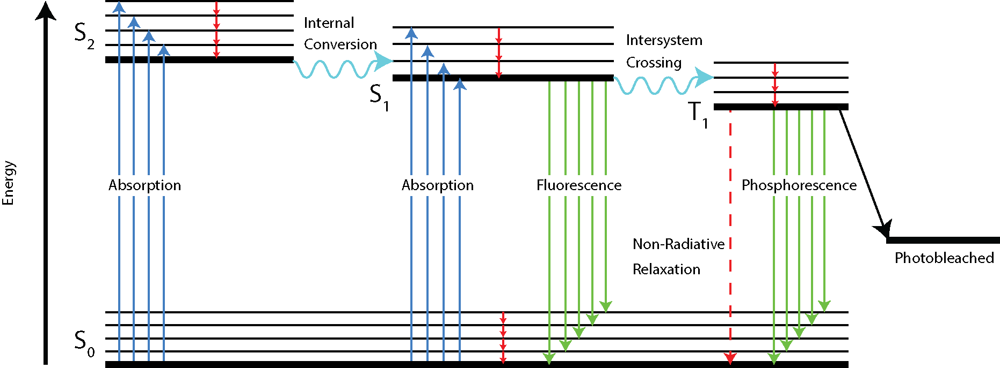 Energy
S2
Internal
Conversion
S1
Intersystem
Crossing
T1
Absorption
Absorption
Fluorescence
Phosphorescence
Non-Radiative
Relaxation
Photobleached
S0